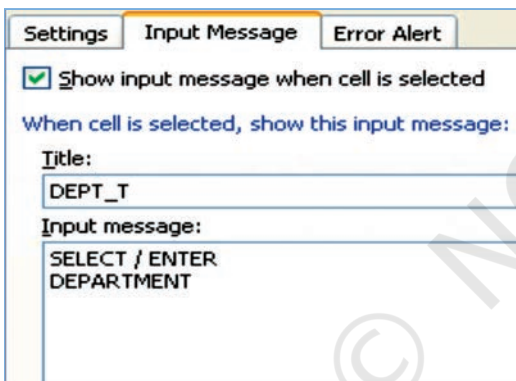 Settings Input Message Error Alert
Show input message when cell is selected
When cell is selected, show this input message:
Title:
DEPT_T
Input message:
SELECT / ENTER
DEPARTMENT
©